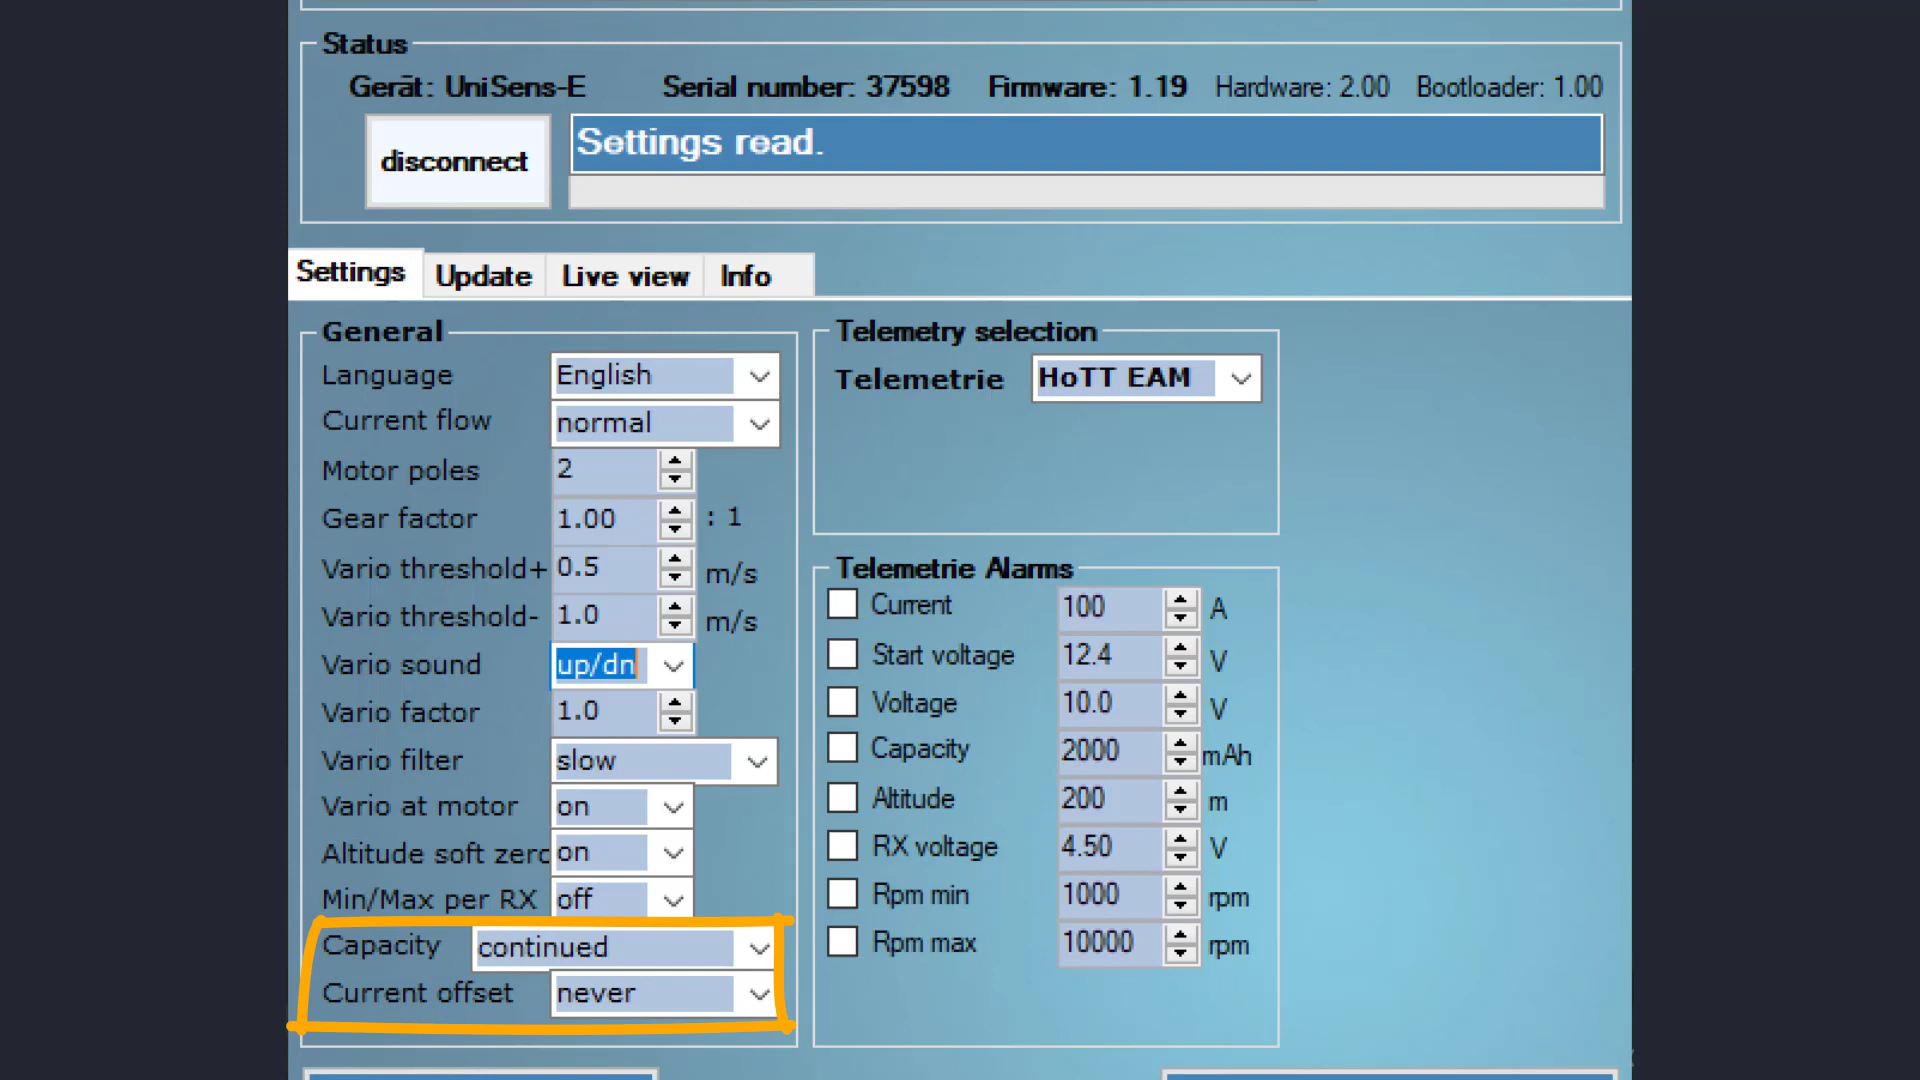 Status
Gerät: UniSens-E Serial number: 37598 Firmware: 1.19 Hardware: 2.00 Bootloader: 1.00
disconnect Settings read.
Settings Update Live view Info
General
Language English
Current flow normal
Motor poles 2
Gear factor 1.00 : 1
Vario threshold+ 0.5 m/s
Vario threshold- 1.0 m/s
Vario sound up/dn
Vario factor 1.0
Vario filter slow
Vario at motor on
Altitude soft zero on
Min/Max per RX off
Capacity continued
Current offset never
Telemetry selection
Telemetrie HoTT EAM
Telemetrie Alarms
Current 100 A
Start voltage 12.4 V
Voltage 10.0 V
Capacity 2000 mAh
Altitude 200 m
RX voltage 4.50 V
Rpm min 1000 rpm
Rpm max 10000 rpm